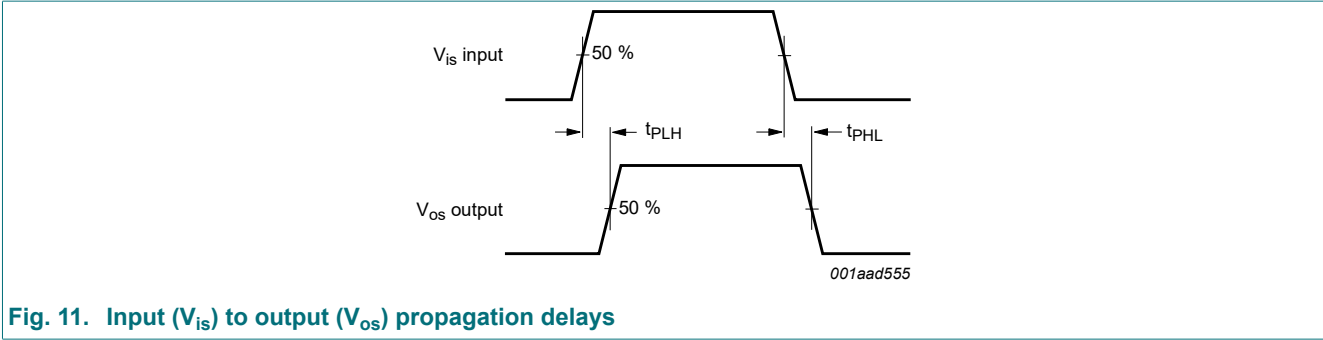 V_is input
50 %
t_PLH
t_PHL
V_os output
50 %
001aad555
Fig. 11. Input (V_is) to output (V_os) propagation delays